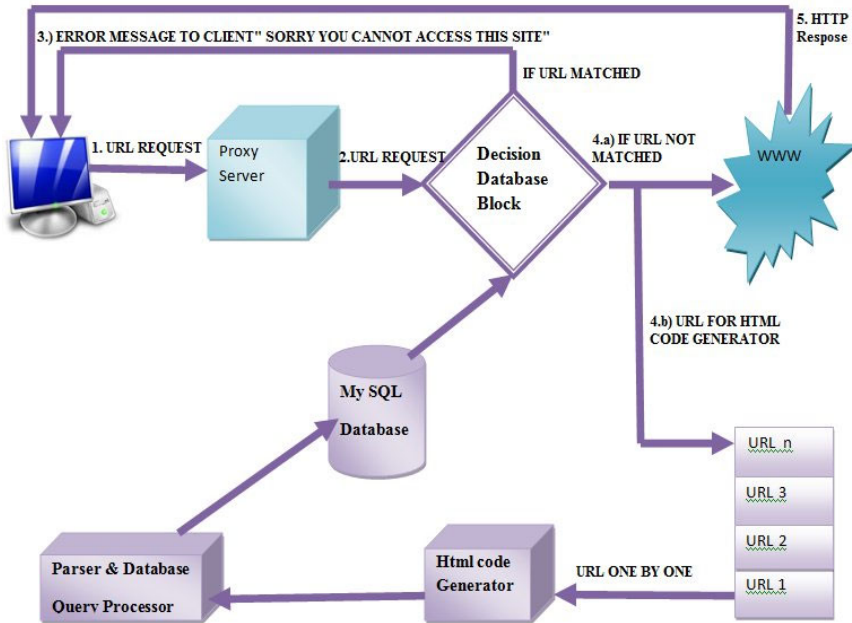 5. HTTP
Respose
3.) ERROR MESSAGE TO CLIENT" SORRY YOU CANNOT ACCESS THIS SITE"
IF URL MATCHED
1. URL REQUEST
Proxy
Server
2.URL REQUEST
Decision
Database
Block
4.a) IF URL NOT
MATCHED
WWW
4.b) URL FOR HTML
CODE GENERATOR
My SQL
Database
URL n
URL 3
URL 2
URL 1
URL ONE BY ONE
Html code
Generator
Parser & Database
Query Processor